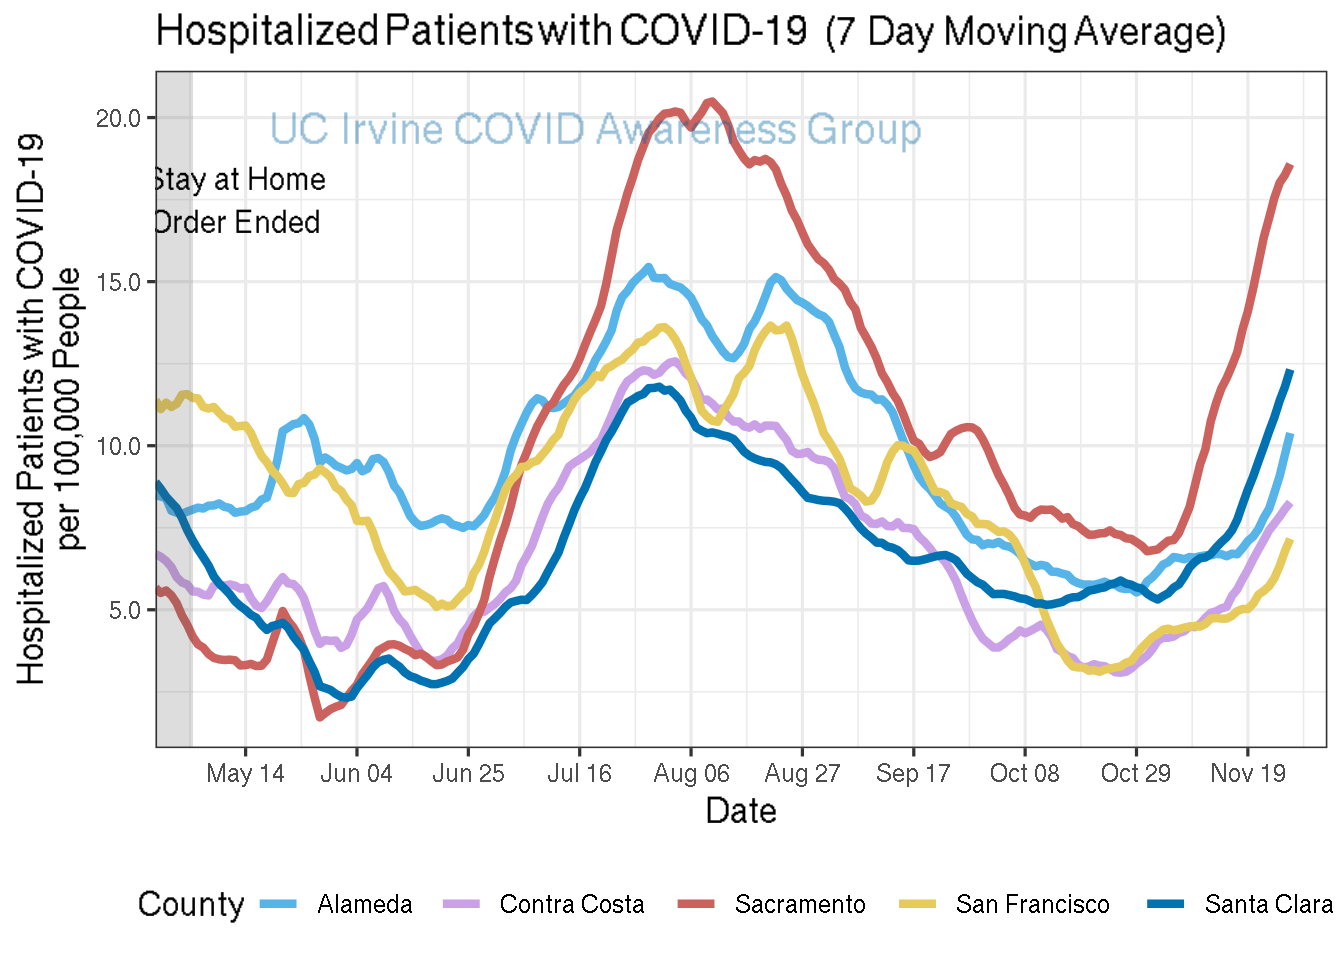 Hospitalized Patients with COVID-19 (7 Day Moving Average)
UC Irvine COVID Awareness Group
Stay at Home
Order Ended
Hospitalized Patients with COVID-19
per 100,000 People
20.0
15.0
10.0
5.0
May 14 Jun 04 Jun 25 Jul 16 Aug 06 Aug 27 Sep 17 Oct 08 Oct 29 Nov 19
Date
County Alameda Contra Costa Sacramento San Francisco Santa Clara